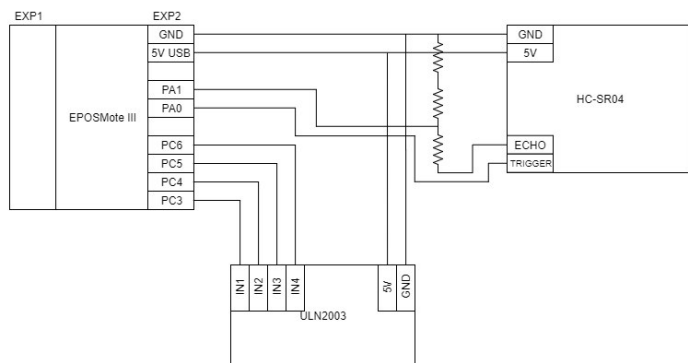 EXP1
EXP2
GND
5V USB
PA1
PA0
PC6
PC5
PC4
PC3
EPOSMote III
GND
5V
HC-SR04
ECHO
TRIGGER
IN1
IN2
IN3
IN4
5V
GND
ULN2003